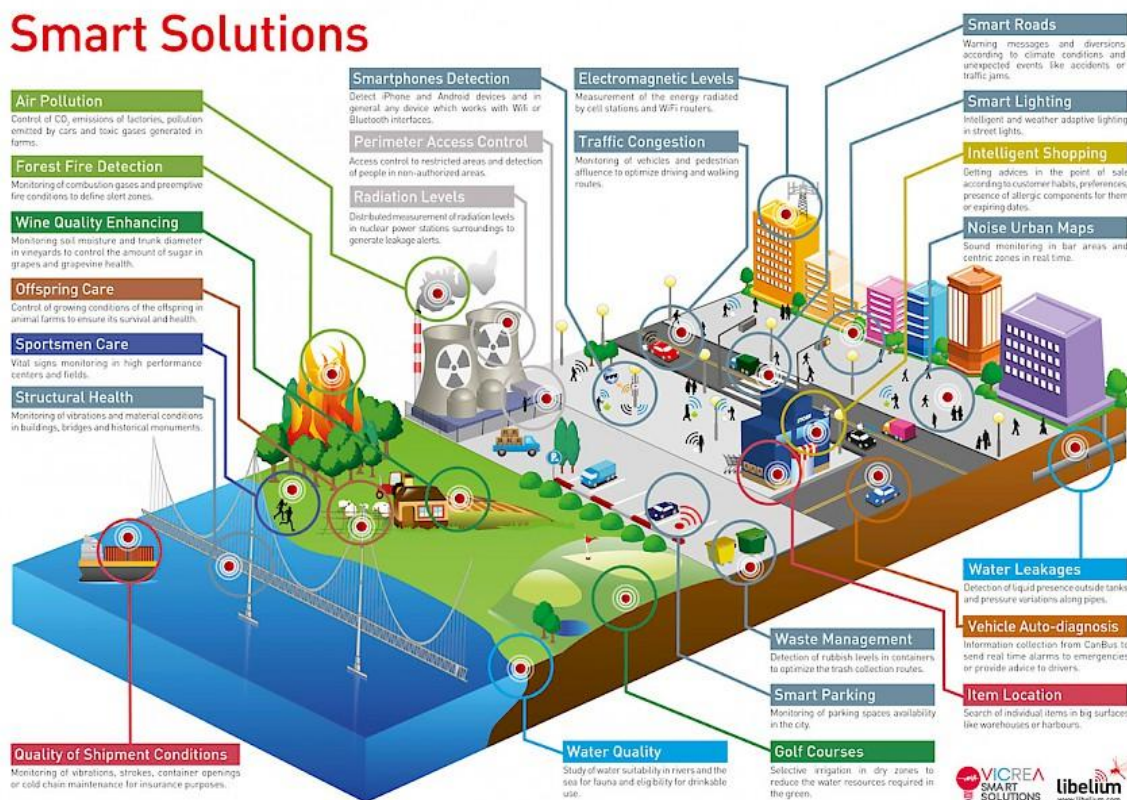 Smart Solutions
Air Pollution
Control of CO₂ emissions of factories, pollution
emitted by cars and toxic gases generated in
farms.
Forest Fire Detection
Monitoring of combustion gases and preemptive
fire conditions to define alert zones.
Wine Quality Enhancing
Monitoring soil moisture and trunk diameter
in vineyards to control the amount of sugar in
grapes and grapevine health.
Offspring Care
Control of growing conditions of the offspring in
animal farms to ensure its survival and health.
Sportsmen Care
Vital signs monitoring in high performance
centers and fields.
Structural Health
Monitoring of vibrations and material conditions
in buildings, bridges and historical monuments.
Quality of Shipment Conditions
Monitoring of vibrations, strokes, container openings
or cold chain maintenance for insurance purposes.
Smartphones Detection
Detect iPhone and Android devices and in
general any device which works with Wifi or
Bluetooth interfaces.
Perimeter Access Control
Access control to restricted areas and detection
of people in non-authorized areas.
Radiation Levels
Distributed measurement of radiation levels
in nuclear power stations surroundings to
generate leakage alerts.
Electromagnetic Levels
Measurement of the energy radiated
by cell stations and WiFi routers.
Traffic Congestion
Monitoring of vehicles and pedestrian
affluence to optimize driving and walking
routes.
Smart Roads
Warning messages and diversions
according to climate conditions and
unexpected events like accidents or
traffic jams.
Smart Lighting
Intelligent and weather adaptive lighting
in street lights.
Intelligent Shopping
Getting advices in the point of sale
according to customer habits, preferences,
presence of allergic components for them
or expiring dates.
Noise Urban Maps
Sound monitoring in bar areas and
centric zones in real time.
Water Leakages
Detection of liquid presence outside tanks
and pressure variations along pipes.
Vehicle Auto-diagnosis
Information collection from CanBus to
send real time alarms to emergencies
or provide advice to drivers.
Item Location
Search of individual items in big surfaces
like warehouses or harbours.
Waste Management
Detection of rubbish levels in containers
to optimize the trash collection routes.
Smart Parking
Monitoring of parking spaces availability
in the city.
Golf Courses
Selective irrigation in dry zones to
reduce the water resources required in
the green.
Water Quality
Study of water suitability in rivers and the
sea for fauna and eligibility for drinkable
use.
P
VICREA
SMART
SOLUTIONS
libelium
www.libelium.com